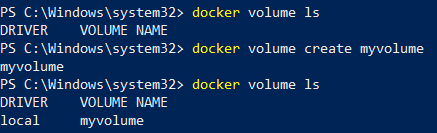 PS C:\Windows\system32> docker volume ls
DRIVER    VOLUME NAME
PS C:\Windows\system32> docker volume create myvolume
myvolume
PS C:\Windows\system32> docker volume ls
DRIVER    VOLUME NAME
local     myvolume